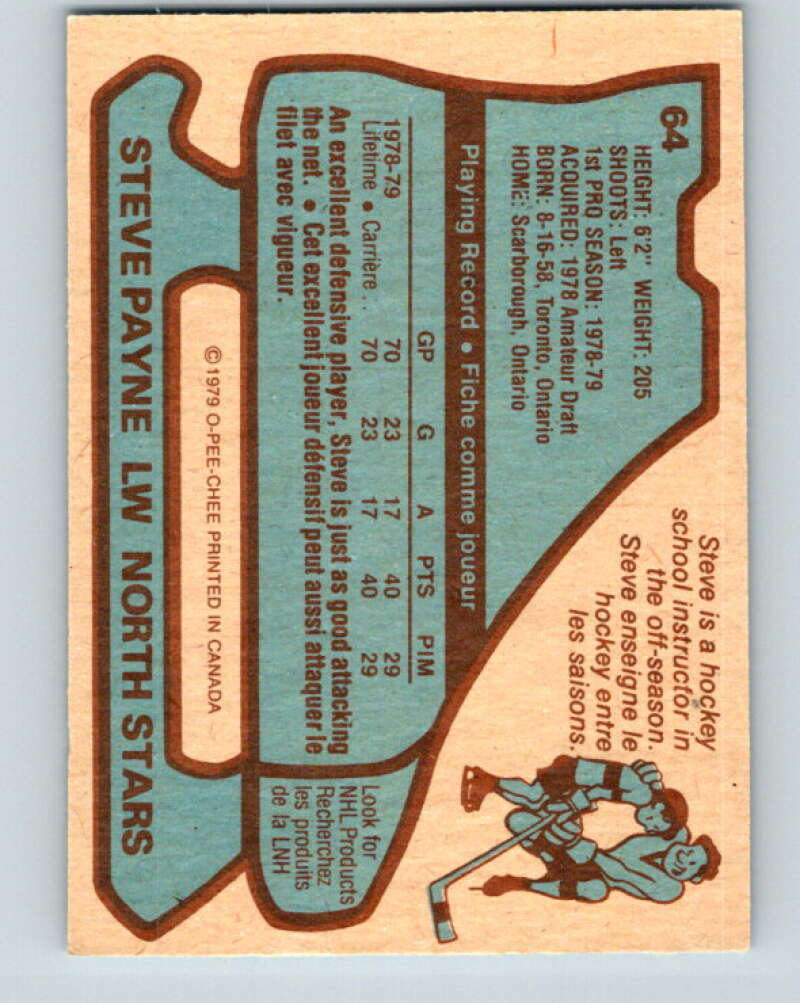 64
HEIGHT: 6'2" WEIGHT: 205
SHOOTS: Left
1st PRO SEASON: 1978-79
ACQUIRED: 1978 Amateur Draft
BORN: 8-16-58, Toronto, Ontario
HOME: Scarborough, Ontario
Steve is a hockey
school instructor in
the off-season.
Steve enseigne le
hockey entre
les saisons.
Playing Record • Fiche comme joueur
GP G A PTS PIM
1978-79 70 23 17 40 29
Lifetime • Carrière .. 70 23 17 40 29
An excellent defensive player, Steve is just as good attacking
the net. • Cet excellent joueur défensif peut aussi attaquer le
filet avec vigueur.
Look for
NHL Products
Recherchez
les produits
de la LNH
© 1979 O-PEE-CHEE PRINTED IN CANADA
STEVE PAYNE LW NORTH STARS